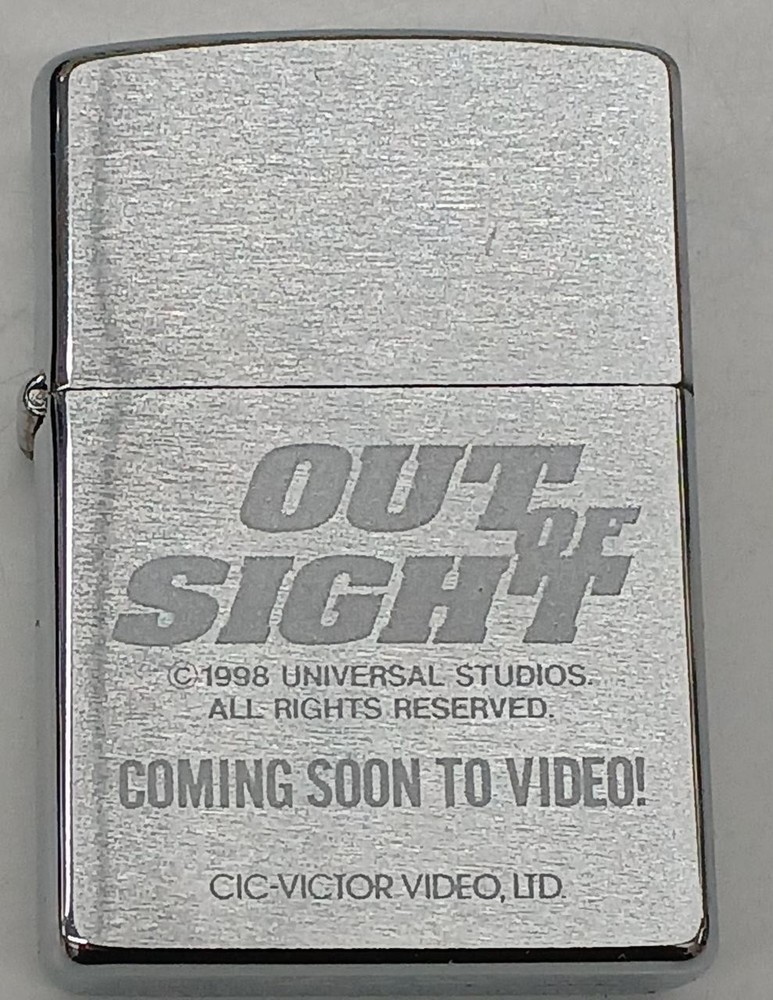 OUT
OF
SIGHT
©1998 UNIVERSAL STUDIOS.
ALL RIGHTS RESERVED.
COMING SOON TO VIDEO!
CIC-VICTOR VIDEO, LTD.